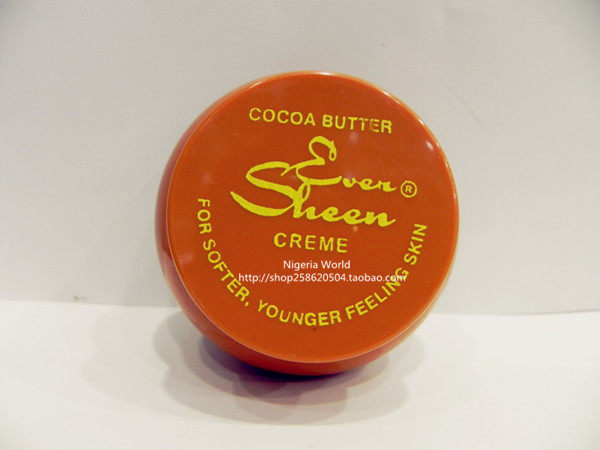 COCOA BUTTER
Ever
Sheen ®
CREME
FOR SOFTER, YOUNGER FEELING SKIN
Nigeria World
http://shop258620504.taobao.com